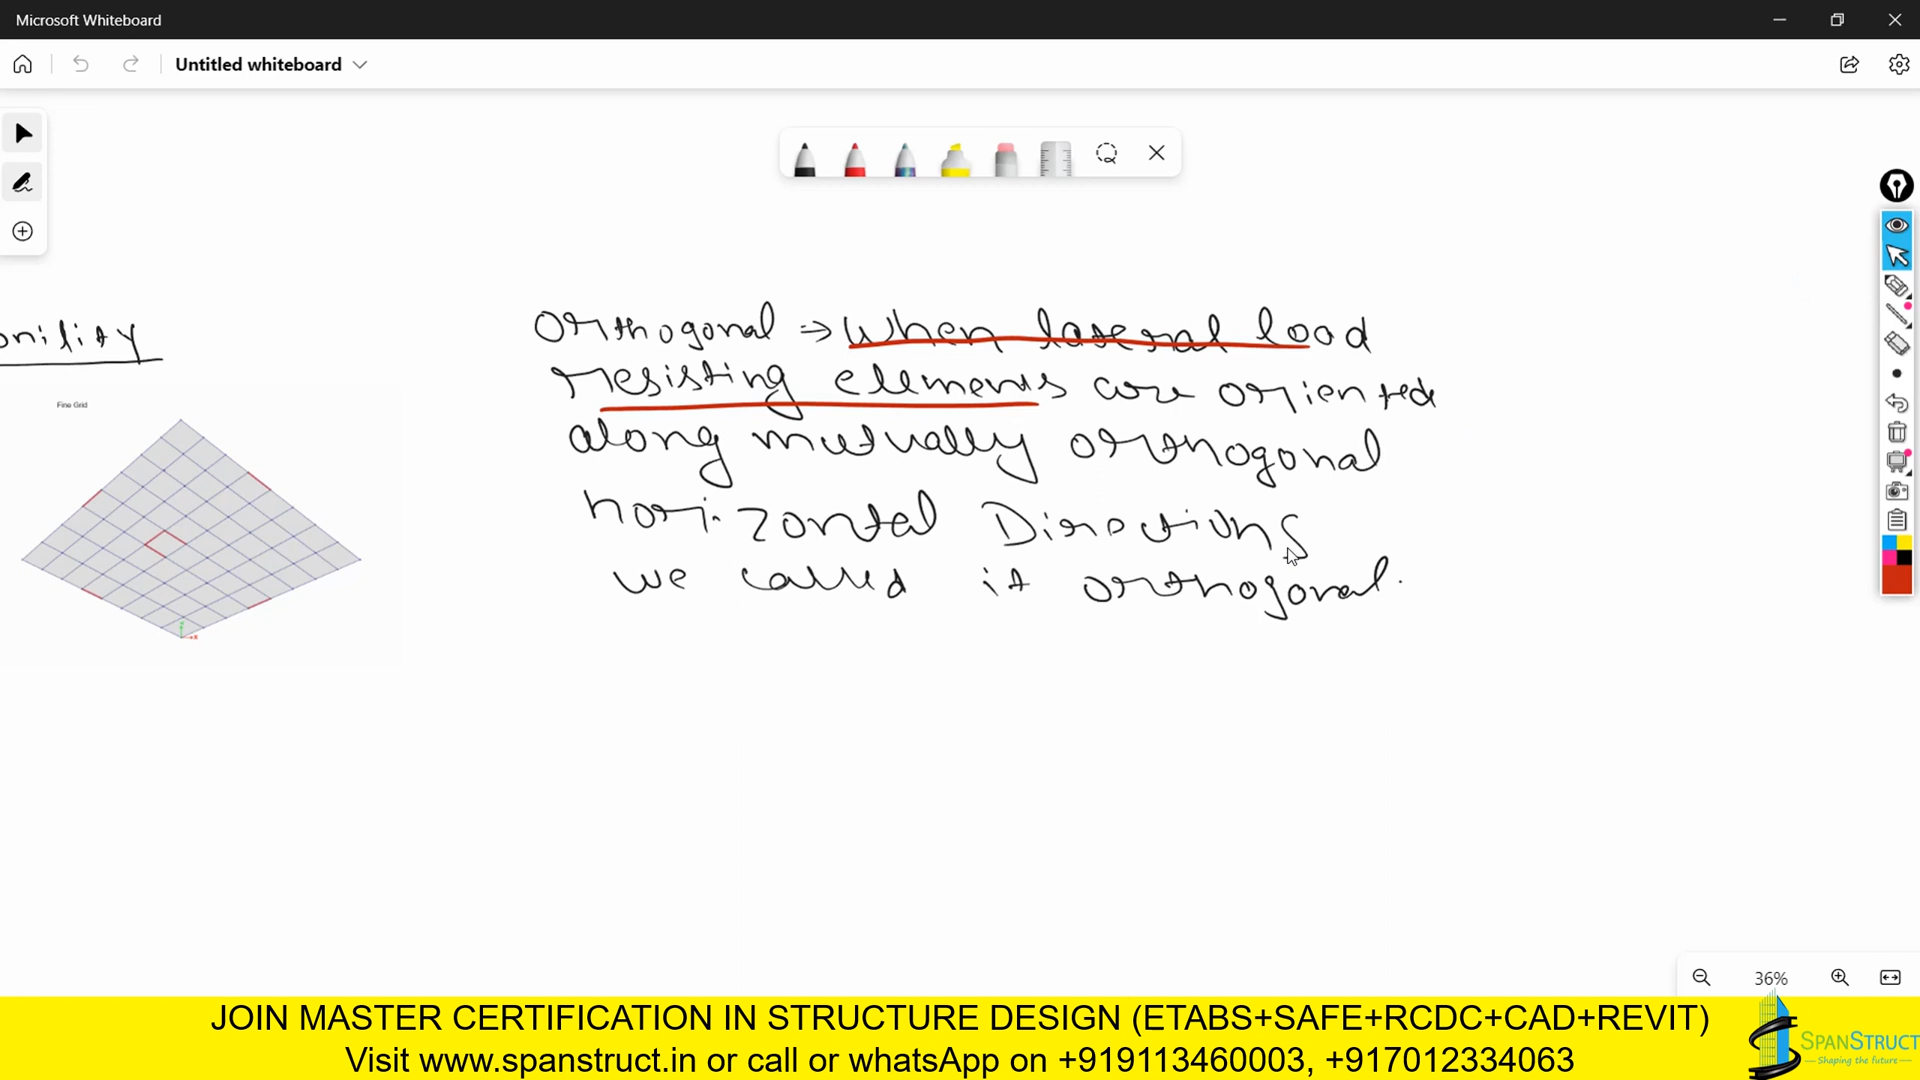 Microsoft Whiteboard
Untitled whiteboard
orthogonal ⇒ when lateral load
onility
resisting elements are oriented
Fine Grid
along mutually orthogonal
horizontal Directions
we called it orthogonal.
X
36%
JOIN MASTER CERTIFICATION IN STRUCTURE DESIGN (ETABS+SAFE+RCDC+CAD+REVIT)
Visit www.spanstruct.in or call or whatsApp on +919113460003, +917012334063
SPANSTRUCT
Shaping the future